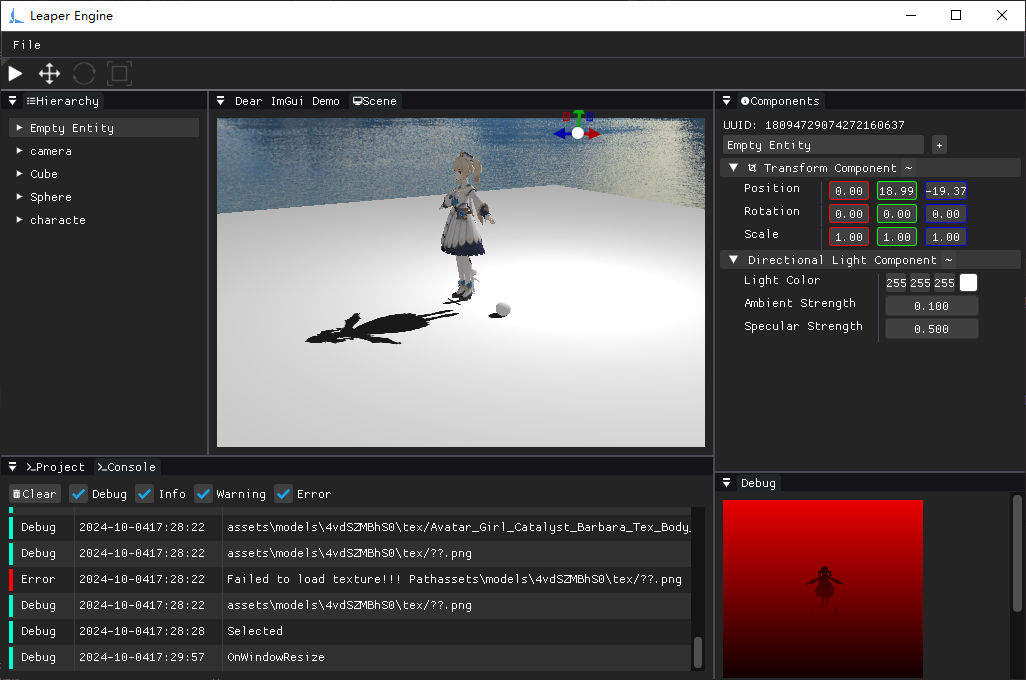 Leaper Engine
File
Hierarchy
Empty Entity
camera
Cube
Sphere
characte
Dear ImGui Demo Scene
Components
UUID: 18094729074272160637
Empty Entity +
Transform Component ~
Position 0.00 18.99 -19.37
Rotation 0.00 0.00 0.00
Scale 1.00 1.00 1.00
Directional Light Component ~
Light Color 255 255 255
Ambient Strength 0.100
Specular Strength 0.500
>_Project >_Console
Clear Debug Info Warning Error
Debug 2024-10-0417:28:22 assets\models\4vdSZMBhS0\tex/Avatar_Girl_Catalyst_Barbara_Tex_Body_
Debug 2024-10-0417:28:22 assets\models\4vdSZMBhS0\tex/??.png
Error 2024-10-0417:28:22 Failed to load texture!!! Pathassets\models\4vdSZMBhS0\tex/??.png
Debug 2024-10-0417:28:22 assets\models\4vdSZMBhS0\tex/??.png
Debug 2024-10-0417:28:28 Selected
Debug 2024-10-0417:29:57 OnWindowResize
Debug